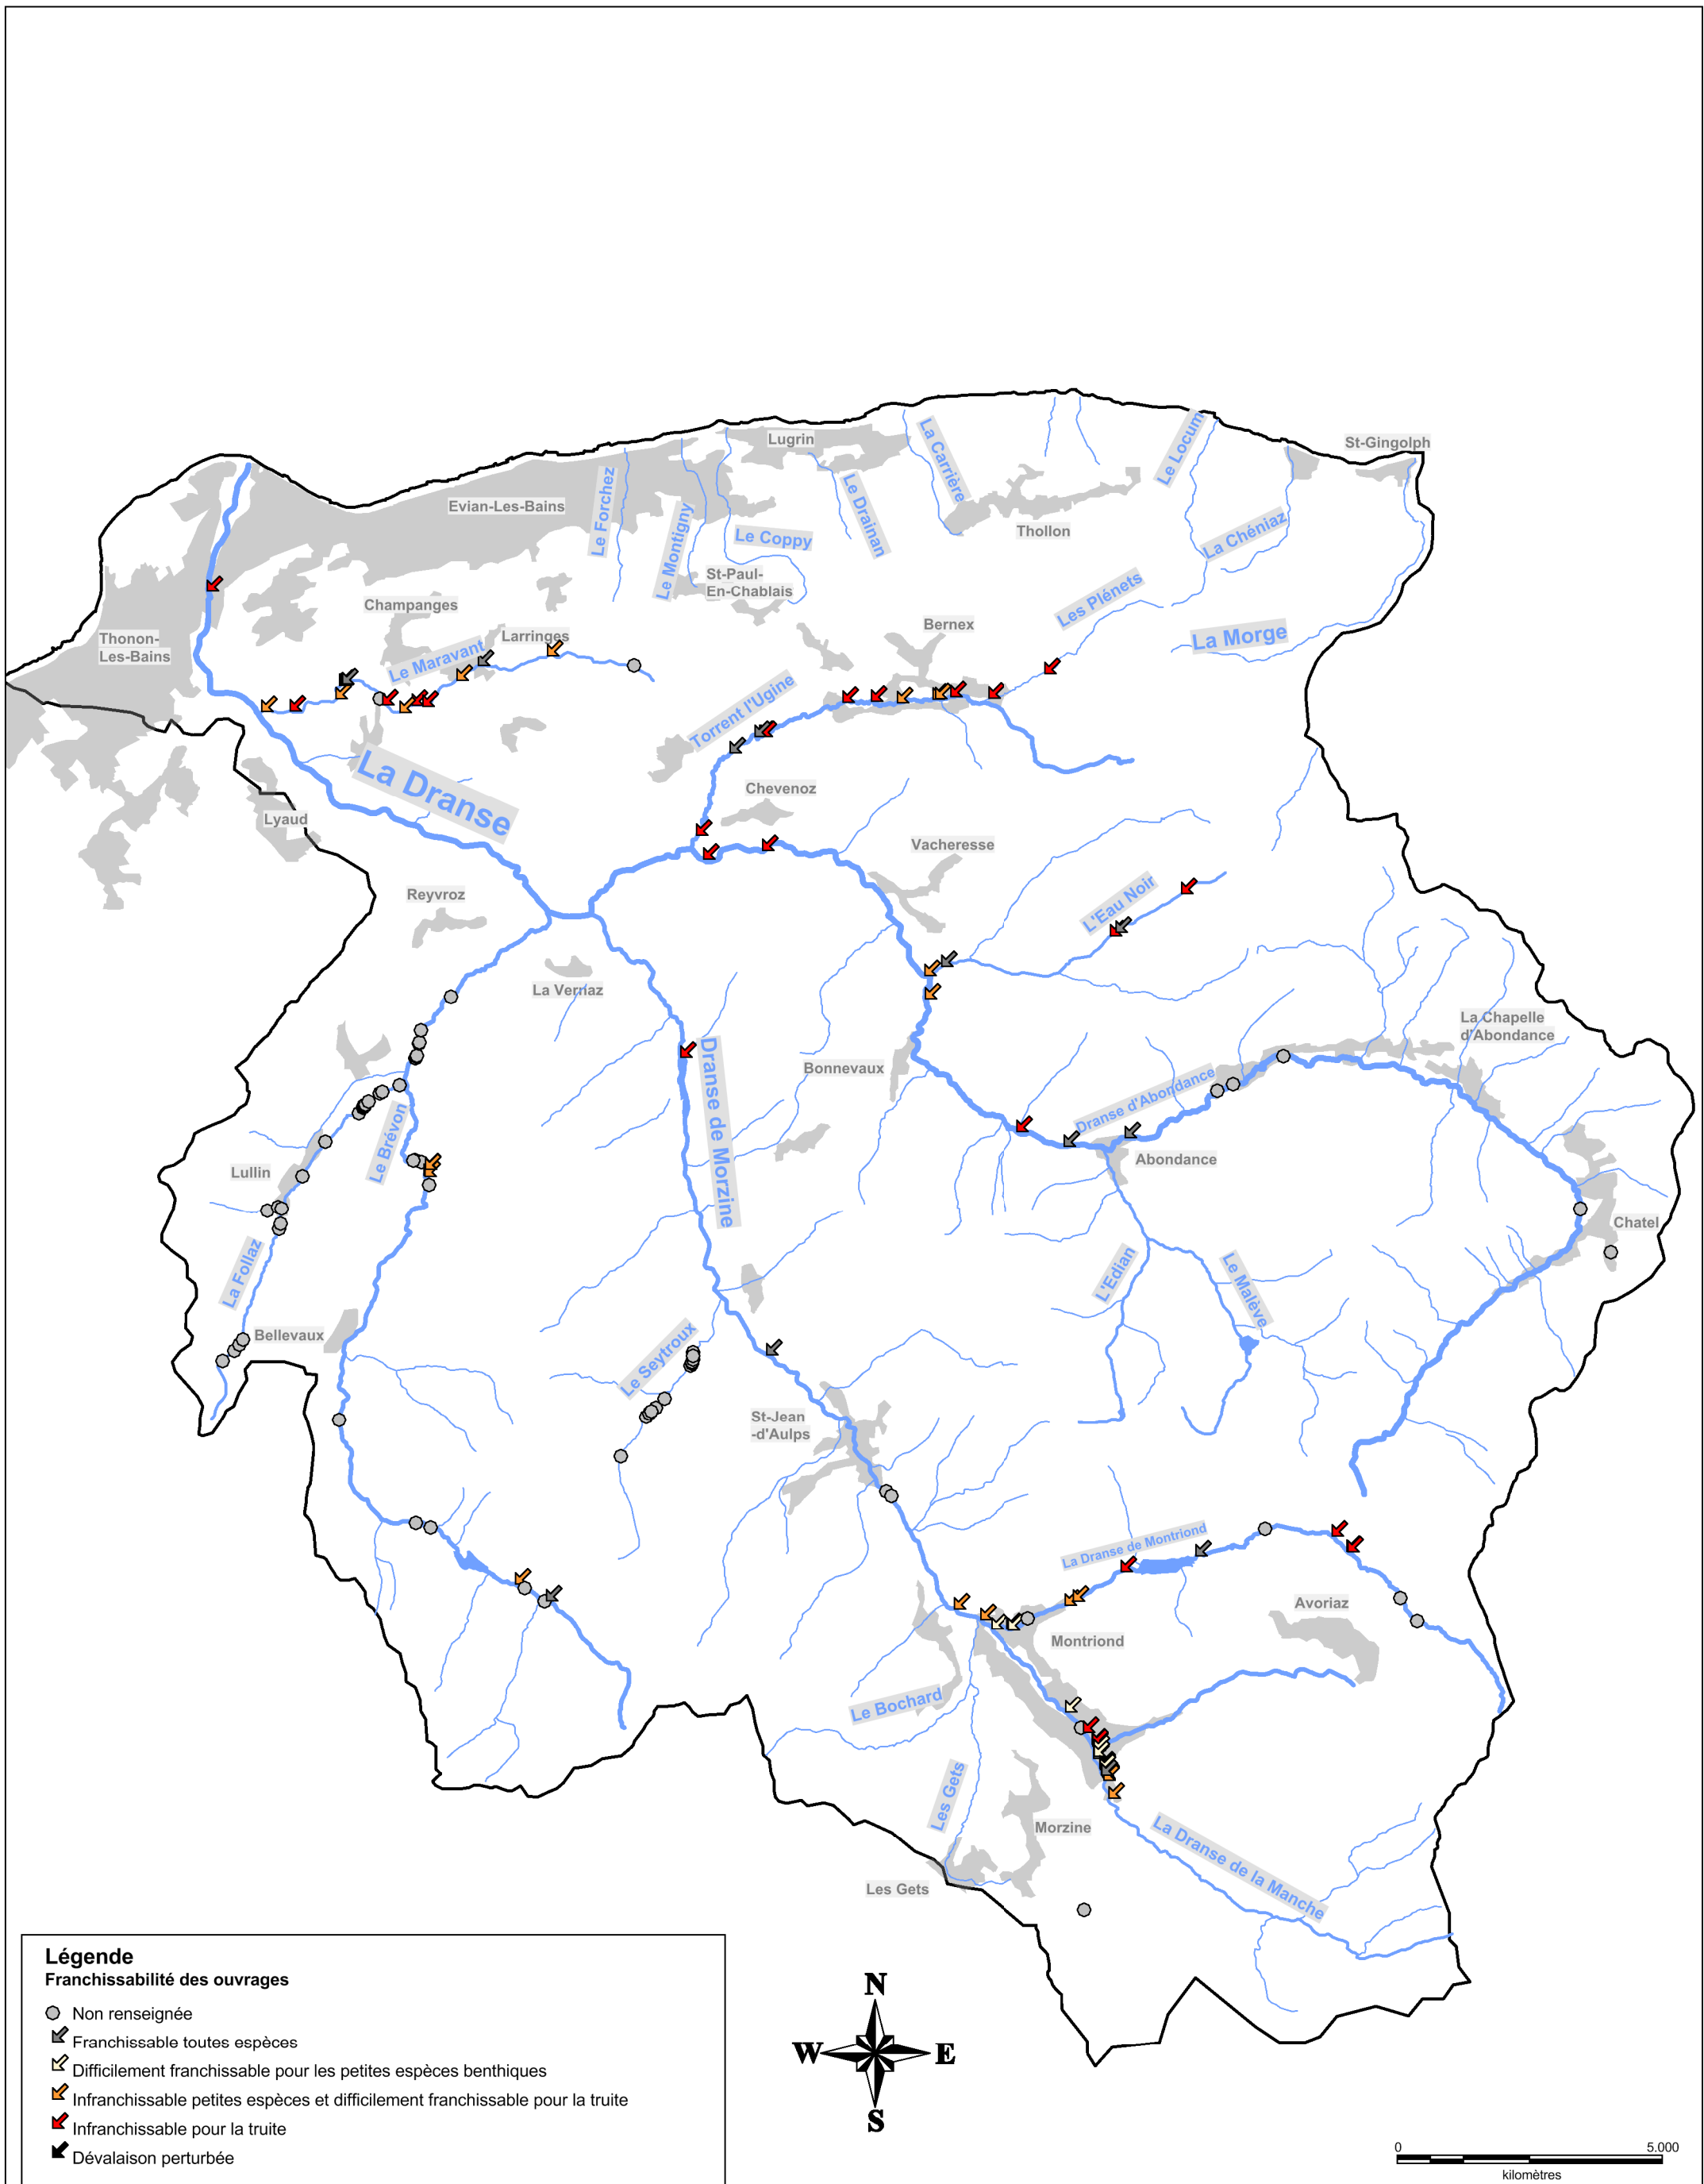 Lugrin
St-Gingolph
Evian-Les-Bains
Le Forchez
Le Montigny
Le Coppy
Le Drainan
La Carrière
Thollon
Le Locum
La Chéniaz
St-Paul-
En-Chablais
Les Plénets
La Morge
Champanges
Thonon-
Les-Bains
Larringes
Le Maravant
Bernex
Torrent l'Ugine
La Dranse
Chevenoz
Lyaud
Vacheresse
Reyvroz
L'Eau Noir
La Vernaz
La Chapelle
d'Abondance
Bonnevaux
Dranse de Morzine
Dranse d'Abondance
Abondance
Le Brévon
Lullin
Chatel
La Follaz
L'Edian
Le Malève
Bellevaux
Le Seytroux
St-Jean
-d'Aulps
La Dranse de Montriond
Avoriaz
Montriond
Le Bochard
Les Gets
Morzine
La Dranse de la Manche
Les Gets
Légende
Franchissabilité des ouvrages
Non renseignée
Franchissable toutes espèces
Difficilement franchissable pour les petites espèces benthiques
Infranchissable petites espèces et difficilement franchissable pour la truite
Infranchissable pour la truite
Dévalaison perturbée
N
W E
S
0 5.000
kilomètres